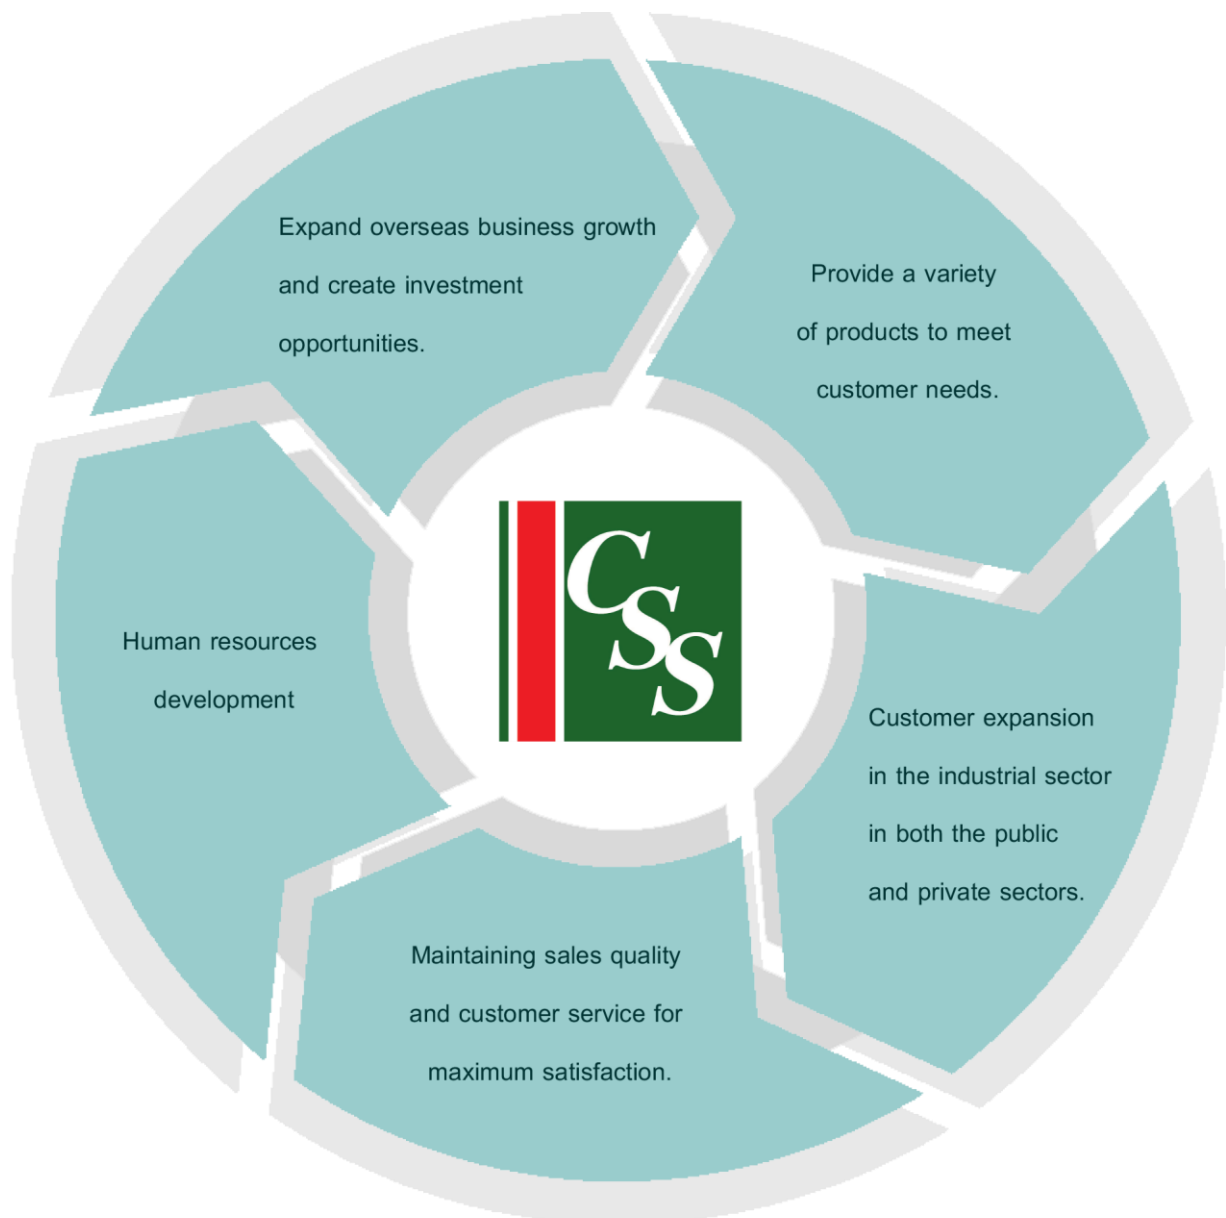 Expand overseas business growth
and create investment
opportunities.
Provide a variety
of products to meet
customer needs.
Customer expansion
in the industrial sector
in both the public
and private sectors.
Maintaining sales quality
and customer service for
maximum satisfaction.
Human resources
development
CSS